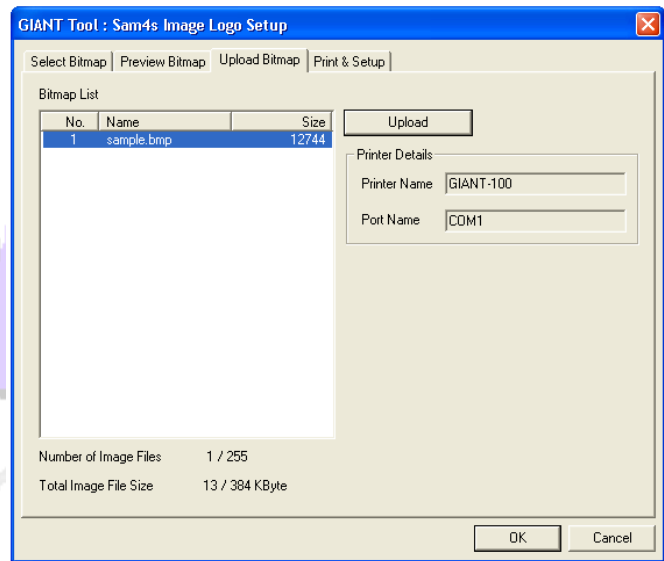 GIANT Tool : Sam4s Image Logo Setup
Select Bitmap Preview Bitmap Upload Bitmap Print & Setup
Bitmap List
No. Name Size
1 sample.bmp 12744
Upload
Printer Details
Printer Name GIANT-100
Port Name COM1
Number of Image Files 1 / 255
Total Image File Size 13 / 384 KByte
OK Cancel